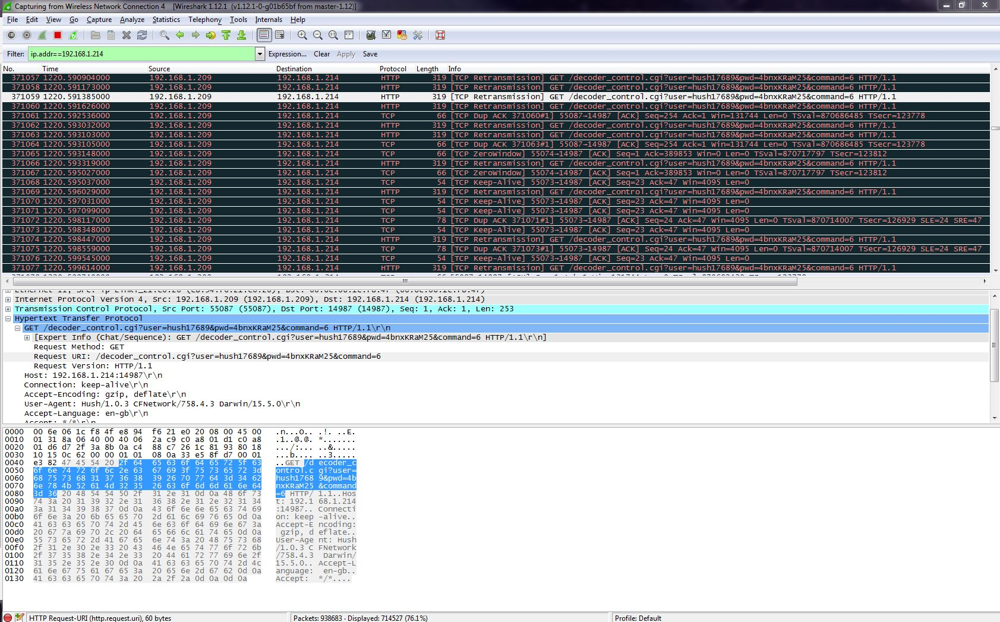 Capturing from Wireless Network Connection 4 [Wireshark 1.12.1 (v1.12.1-0-g01b65bf from master-1.12)]
File Edit View Go Capture Analyze Statistics Telephony Tools Internals Help
Filter: ip.addr==192.168.1.214 Expression... Clear Apply Save
No. Time Source Destination Protocol Length Info
371057 1220.590904000 192.168.1.209 192.168.1.214 HTTP 319 [TCP Retransmission] GET /decoder_control.cgi?user=hush17689&pwd=4bnxKRaM25&command=6 HTTP/1.1
371058 1220.591173000 192.168.1.209 192.168.1.214 HTTP 319 [TCP Retransmission] GET /decoder_control.cgi?user=hush17689&pwd=4bnxKRaM25&command=6 HTTP/1.1
371059 1220.591385000 192.168.1.209 192.168.1.214 HTTP 319 [TCP Retransmission] GET /decoder_control.cgi?user=hush17689&pwd=4bnxKRaM25&command=6 HTTP/1.1
371060 1220.591626000 192.168.1.209 192.168.1.214 HTTP 319 [TCP Retransmission] GET /decoder_control.cgi?user=hush17689&pwd=4bnxKRaM25&command=6 HTTP/1.1
371061 1220.592536000 192.168.1.209 192.168.1.214 TCP 66 [TCP Dup ACK 371060#1] 55087→14987 [ACK] Seq=254 Ack=1 Win=131744 Len=0 TSval=870686485 TSecr=123778
371062 1220.593032000 192.168.1.209 192.168.1.214 HTTP 319 [TCP Retransmission] GET /decoder_control.cgi?user=hush17689&pwd=4bnxKRaM25&command=6 HTTP/1.1
371063 1220.593103000 192.168.1.209 192.168.1.214 HTTP 319 [TCP Retransmission] GET /decoder_control.cgi?user=hush17689&pwd=4bnxKRaM25&command=6 HTTP/1.1
371064 1220.593105000 192.168.1.209 192.168.1.214 TCP 66 [TCP Dup ACK 371063#1] 55087→14987 [ACK] Seq=254 Ack=1 Win=131744 Len=0 TSval=870686485 TSecr=123778
371065 1220.593148000 192.168.1.209 192.168.1.214 TCP 66 [TCP ZeroWindow] 55074→14987 [ACK] Seq=1 Ack=389853 Win=0 Len=0 TSval=870717797 TSecr=123812
371066 1220.593319000 192.168.1.209 192.168.1.214 HTTP 319 [TCP Retransmission] GET /decoder_control.cgi?user=hush17689&pwd=4bnxKRaM25&command=6 HTTP/1.1
371067 1220.595027000 192.168.1.209 192.168.1.214 TCP 66 [TCP ZeroWindow] 55074→14987 [ACK] Seq=1 Ack=389853 Win=0 Len=0 TSval=870717797 TSecr=123812
371068 1220.595037000 192.168.1.209 192.168.1.214 TCP 54 [TCP Keep-Alive] 55073→14987 [ACK] Seq=23 Ack=47 Win=4095 Len=0
371069 1220.596029000 192.168.1.209 192.168.1.214 HTTP 319 [TCP Retransmission] GET /decoder_control.cgi?user=hush17689&pwd=4bnxKRaM25&command=6 HTTP/1.1
371070 1220.597031000 192.168.1.209 192.168.1.214 TCP 54 [TCP Keep-Alive] 55073→14987 [ACK] Seq=23 Ack=47 Win=4095 Len=0
371071 1220.597099000 192.168.1.209 192.168.1.214 TCP 54 [TCP Keep-Alive] 55073→14987 [ACK] Seq=23 Ack=47 Win=4095 Len=0
371072 1220.598117000 192.168.1.209 192.168.1.214 TCP 78 [TCP Dup ACK 371071#1] 55073→14987 [ACK] Seq=24 Ack=47 Win=4095 Len=0 TSval=870714007 TSecr=126929 SLE=24 SRE=47
371073 1220.598348000 192.168.1.209 192.168.1.214 TCP 54 [TCP Keep-Alive] 55073→14987 [ACK] Seq=23 Ack=47 Win=4095 Len=0
371074 1220.598447000 192.168.1.209 192.168.1.214 HTTP 319 [TCP Retransmission] GET /decoder_control.cgi?user=hush17689&pwd=4bnxKRaM25&command=6 HTTP/1.1
371075 1220.598559000 192.168.1.209 192.168.1.214 TCP 78 [TCP Dup ACK 371073#1] 55073→14987 [ACK] Seq=24 Ack=47 Win=4095 Len=0 TSval=870714007 TSecr=126929 SLE=24 SRE=47
371076 1220.599545000 192.168.1.209 192.168.1.214 TCP 54 [TCP Keep-Alive] 55073→14987 [ACK] Seq=23 Ack=47 Win=4095 Len=0
371077 1220.599614000 192.168.1.209 192.168.1.214 HTTP 319 [TCP Retransmission] GET /decoder_control.cgi?user=hush17689&pwd=4bnxKRaM25&command=6 HTTP/1.1
Internet Protocol Version 4, Src: 192.168.1.209 (192.168.1.209), Dst: 192.168.1.214 (192.168.1.214)
Transmission Control Protocol, Src Port: 55087 (55087), Dst Port: 14987 (14987), Seq: 1, Ack: 1, Len: 253
Hypertext Transfer Protocol
GET /decoder_control.cgi?user=hush17689&pwd=4bnxKRaM25&command=6 HTTP/1.1\r\n
[Expert Info (Chat/Sequence): GET /decoder_control.cgi?user=hush17689&pwd=4bnxKRaM25&command=6 HTTP/1.1\r\n]
Request Method: GET
Request URI: /decoder_control.cgi?user=hush17689&pwd=4bnxKRaM25&command=6
Request Version: HTTP/1.1
Host: 192.168.1.214:14987\r\n
Connection: keep-alive\r\n
Accept-Encoding: gzip, deflate\r\n
User-Agent: Hush/1.0.3 CFNetwork/758.4.3 Darwin/15.5.0\r\n
Accept-Language: en-gb\r\n
Accept: */*\r\n
0000 00 6e 06 1c f8 4f e8 94 f6 21 e0 20 08 00 45 00 .n...O.. .!. ..E.
0010 01 31 8a 06 40 00 40 06 2a c9 c0 a8 01 d1 c0 a8 .1..@.@. *.......
0020 01 d6 d7 2f 3a 8b 0a c4 88 c7 26 1c 81 93 80 18 .../:... ..&.....
0030 10 15 0c 62 00 00 01 01 08 0a 33 e5 8f d7 00 01 ...b.... ..3.....
0040 e3 82 47 45 54 20 2f 64 65 63 6f 64 65 72 5f 63 ..GET /d ecoder_c
0050 6f 6e 74 72 6f 6c 2e 63 67 69 3f 75 73 65 72 3d ontrol.c gi?user=
0060 68 75 73 68 31 37 36 38 39 26 70 77 64 3d 34 62 hush1768 9&pwd=4b
0070 6e 78 4b 52 61 4d 32 35 26 63 6f 6d 6d 61 6e 64 nxKRaM25 &command
0080 3d 36 20 48 54 54 50 2f 31 2e 31 0d 0a 48 6f 73 =6 HTTP/ 1.1..Hos
0090 74 3a 20 31 39 32 2e 31 36 38 2e 31 2e 32 31 34 t: 192.1 68.1.214
00a0 3a 31 34 39 38 37 0d 0a 43 6f 6e 6e 65 63 74 69 :14987.. Connecti
00b0 6f 6e 3a 20 6b 65 65 70 2d 61 6c 69 76 65 0d 0a on: keep -alive..
00c0 41 63 63 65 70 74 2d 45 6e 63 6f 64 69 6e 67 3a Accept-E ncoding:
00d0 20 67 7a 69 70 2c 20 64 65 66 6c 61 74 65 0d 0a gzip, d eflate..
00e0 55 73 65 72 2d 41 67 65 6e 74 3a 20 48 75 73 68 User-Age nt: Hush
00f0 2f 31 2e 30 2e 33 20 43 46 4e 65 74 77 6f 72 6b /1.0.3 C FNetwork
0100 2f 37 35 38 2e 34 2e 33 20 44 61 72 77 69 6e 2f /758.4.3 Darwin/
0110 31 35 2e 35 2e 30 0d 0a 41 63 63 65 70 74 2d 4c 15.5.0.. Accept-L
0120 61 6e 67 75 61 67 65 3a 20 65 6e 2d 67 62 0d 0a anguage: en-gb..
0130 41 63 63 65 70 74 3a 20 2a 2f 2a 0d 0a 0d 0a Accept: */*....
HTTP Request-URI (http.request.uri), 60 bytes Packets: 938683 · Displayed: 714527 (76.1%) Profile: Default